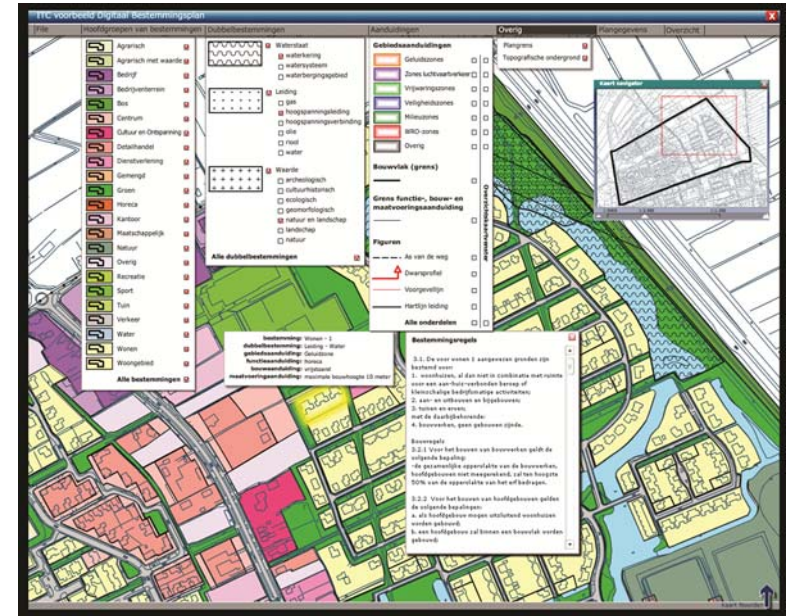 ITC voorbeeld Digitaal Bestemmingsplan
X
File
Hoofdgroepen van bestemmingen
Dubbelbestemmingen
Aanduidingen
Overig
Plangegevens
Overzicht
Agrarisch
Agrarisch met waarde
Bedrijf
Bedrijventerrein
Bos
Centrum
Cultuur en Ontspanning
Detailhandel
Dienstverlening
Gemengd
Groen
Horeca
Kantoor
Maatschappelijk
Natuur
Overig
Recreatie
Sport
Tuin
Verkeer
Water
Wonen
Woongebied
Alle bestemmingen
Waterstaat
waterkering
watersysteem
waterbergingsgebied
Leiding
gas
hoogspanningsleiding
hoogspanningsverbinding
olie
riool
water
Waarde
archeologisch
cultuurhistorisch
ecologisch
geomorfologisch
natuur en landschap
landschap
natuur
Alle dubbelbestemmingen
Gebiedsaanduidingen
Geluidszones
Zones luchtvaartverkeer
Vrijwaringszones
Veiligheidszones
Milieuzones
WRO-zones
Overig
Bouwvlak (grens)
Grens functie-, bouw- en
maatvoeringsaanduiding
Figuren
As van de weg
Dwarsprofiel
Voorgevellijn
Hartlijn leiding
Alle onderdelen
Overzichtskaartvenster
Plangrens
Topografische ondergrond
Kaart navigator
bestemming: Wonen - 1
dubbelbestemming: Leiding - Water
gebiedsaanduiding: Geluidzone
functieaanduiding: horeca
bouwaanduiding: vrijstaand
maatvoeringaanduiding: maximale bouwhoogte 10 meter
Bestemmingsregels
3.1. De voor wonen 1 aangewezen gronden zijn
bestemd voor:
1. woonhuizen, al dan niet in combinatie met ruimte
voor een aan-huis-verbonden beroep of
kleinschalige bedrijfsmatige activiteiten;
2. aan- en uitbouwen en bijgebouwen;
3. tuinen en erven;
met de daarbijbehorende:
4. bouwwerken, geen gebouwen zijnde.
Bouwregels
3.2.1 Voor het bouwen van bouwwerken geldt de
volgende bepaling:
-de gezamenlijke oppervlakte van de bouwwerken,
hoofdgebouwen niet meegerekend, zal ten hoogste
50% van de oppervlakte van het erf bedragen.
3.2.2 Voor het bouwen van hoofdgebouwen gelden
de volgende bepalingen:
a. als hoofdgebouw mogen uitsluitend woonhuizen
worden gebouwd;
b. een hoofdgebouw zal binnen een bouwvlak worden
gebouwd;
Kaart Noorden